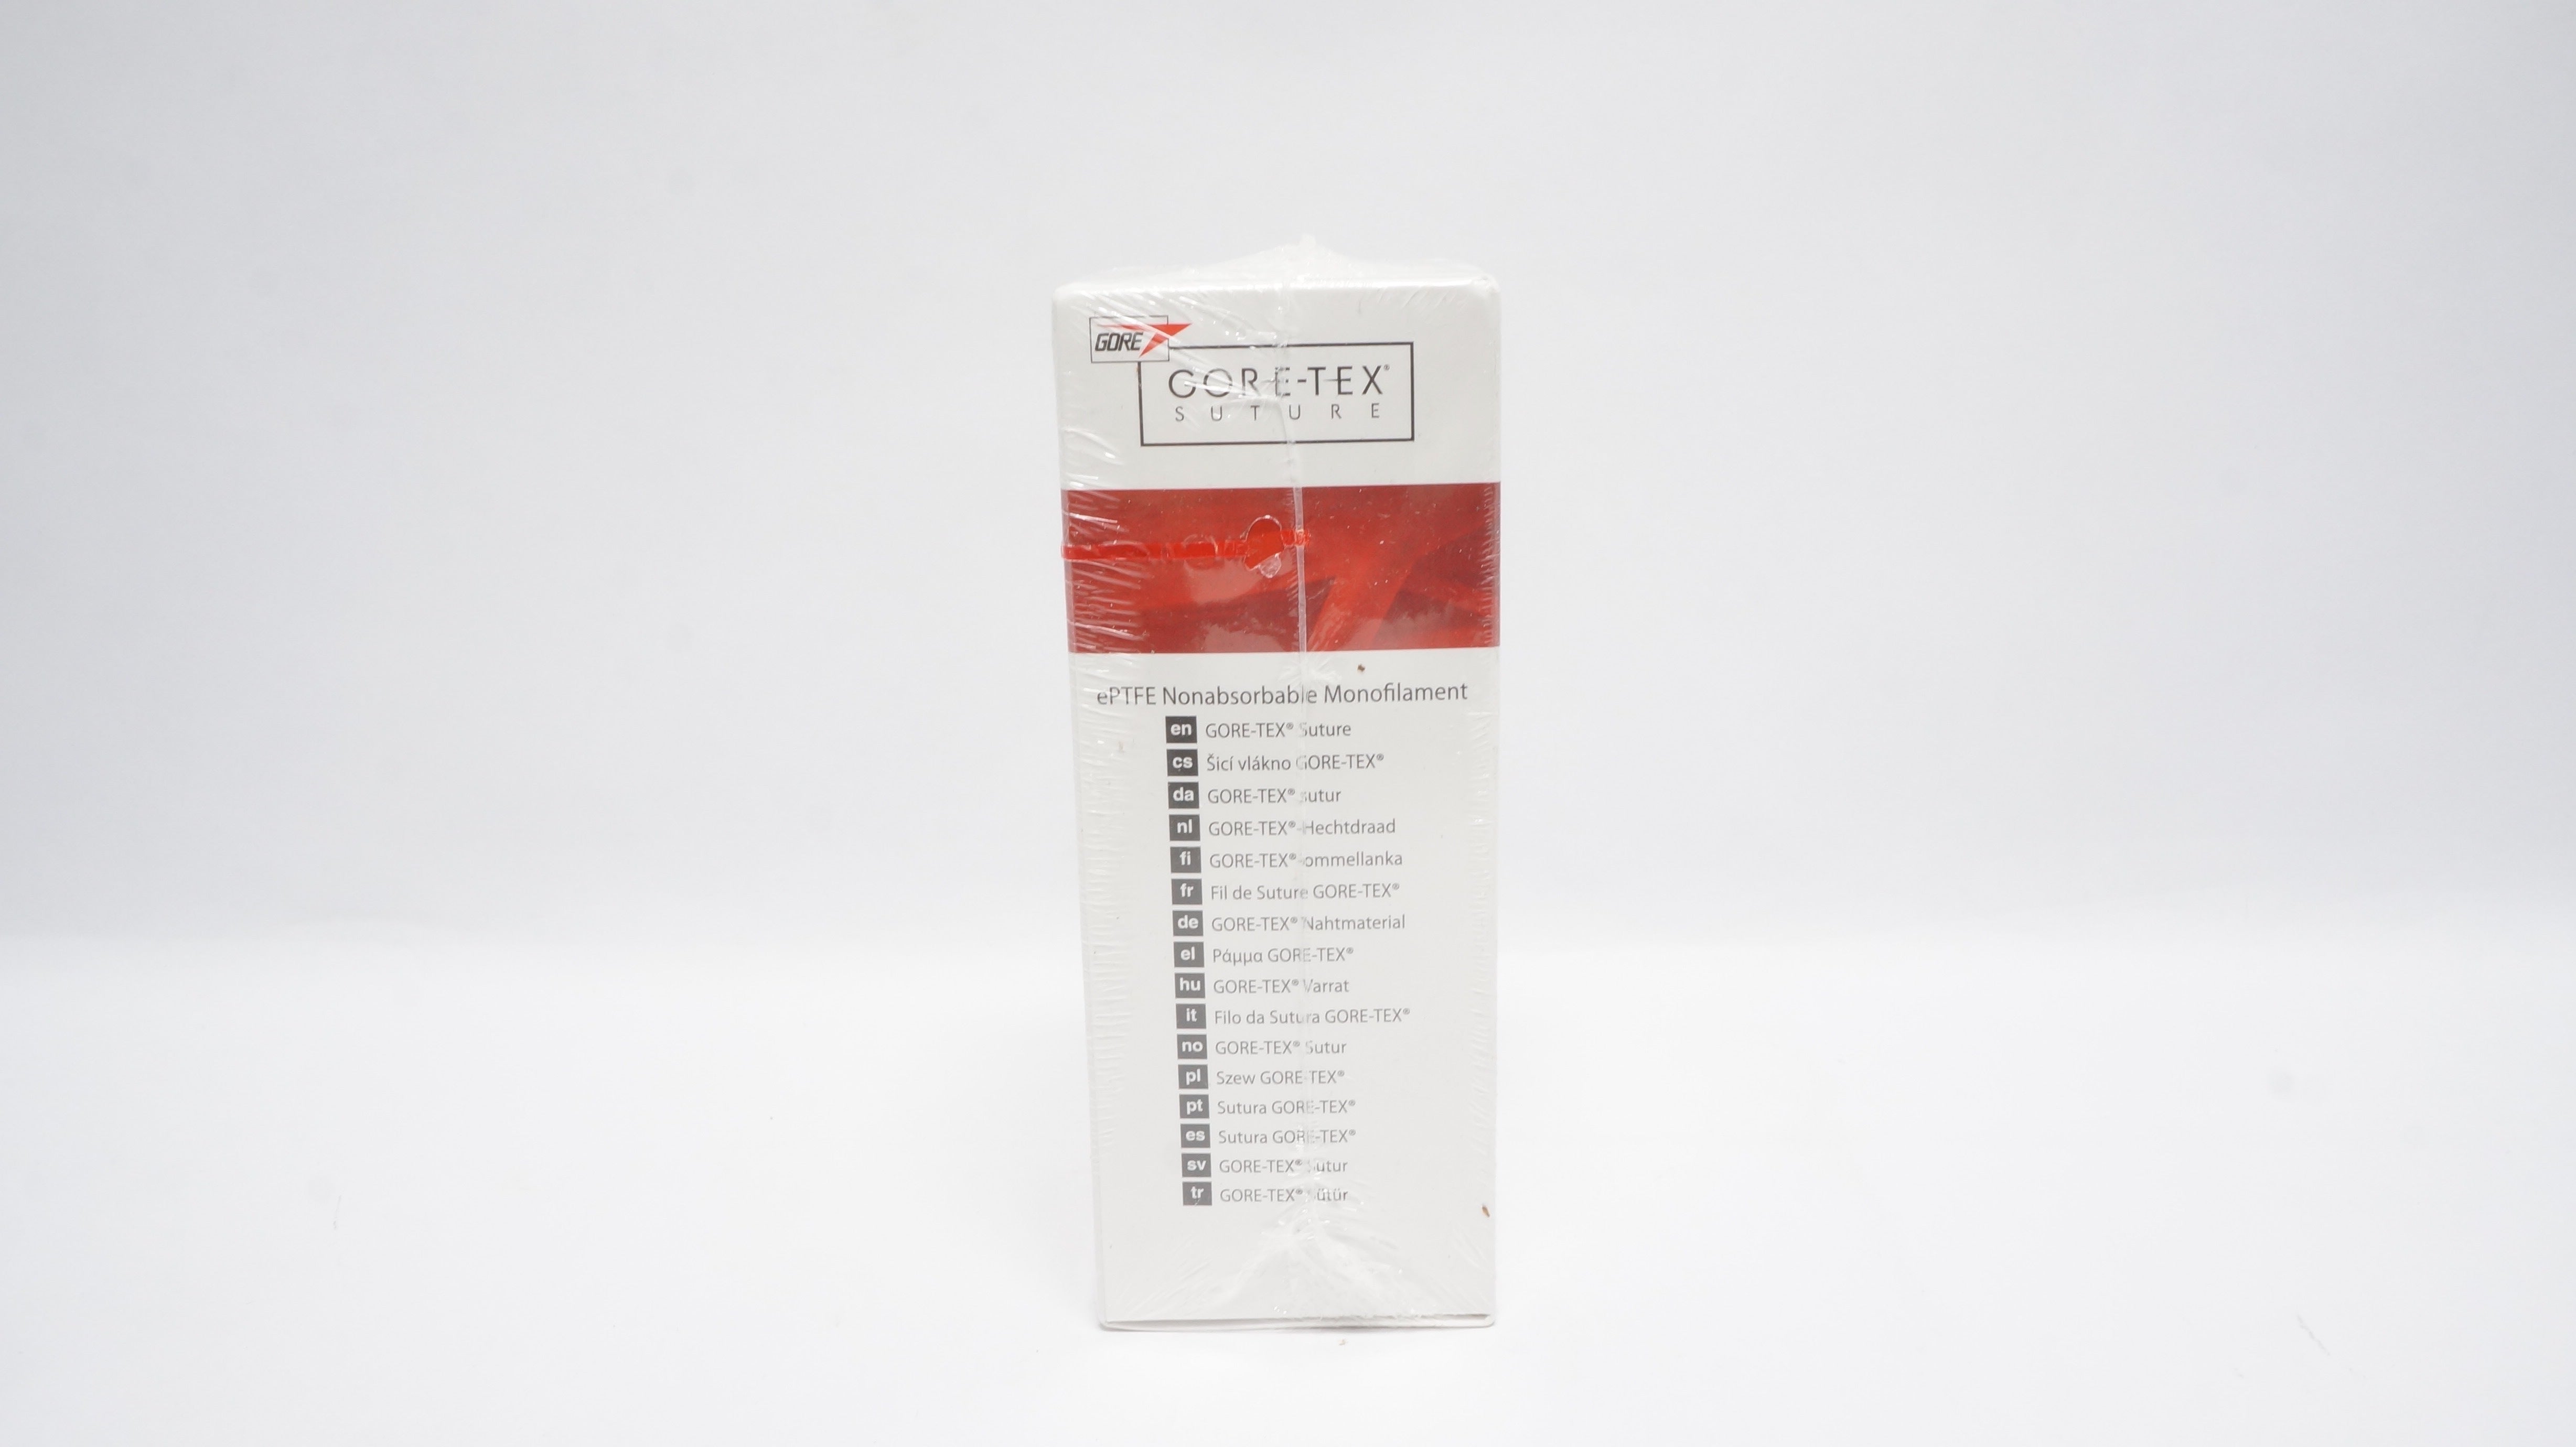 GORE
GORE-TEX®
SUTURE
ePTFE Nonabsorbable Monofilament
en GORE-TEX® Suture
cs Šicí vlákno GORE-TEX®
da GORE-TEX® sutur
nl GORE-TEX®-Hechtdraad
fi GORE-TEX®-ommellanka
fr Fil de Suture GORE-TEX®
de GORE-TEX® Nahtmaterial
el Ράμμα GORE-TEX®
hu GORE-TEX® Varrat
it Filo da Sutura GORE-TEX®
no GORE-TEX® Sutur
pl Szew GORE-TEX®
pt Sutura GORE-TEX®
es Sutura GORE-TEX®
sv GORE-TEX® Sutur
tr GORE-TEX® Sütür